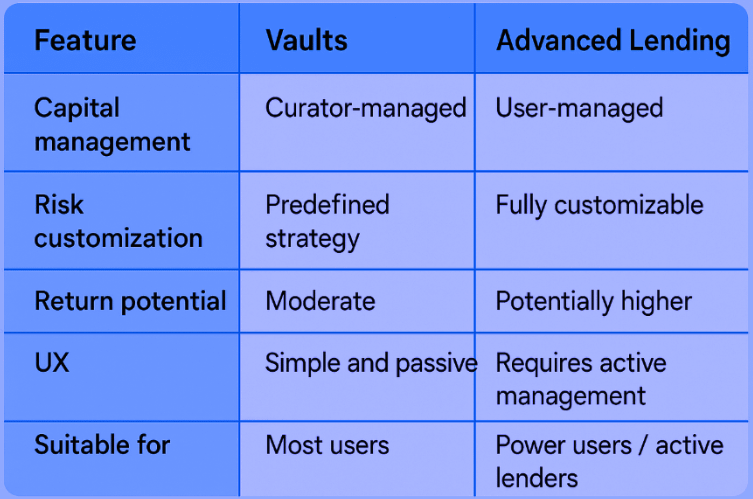 Feature Vaults Advanced Lending
Capital management Curator-managed User-managed
Risk customization Predefined strategy Fully customizable
Return potential Moderate Potentially higher
UX Simple and passive Requires active management
Suitable for Most users Power users / active lenders